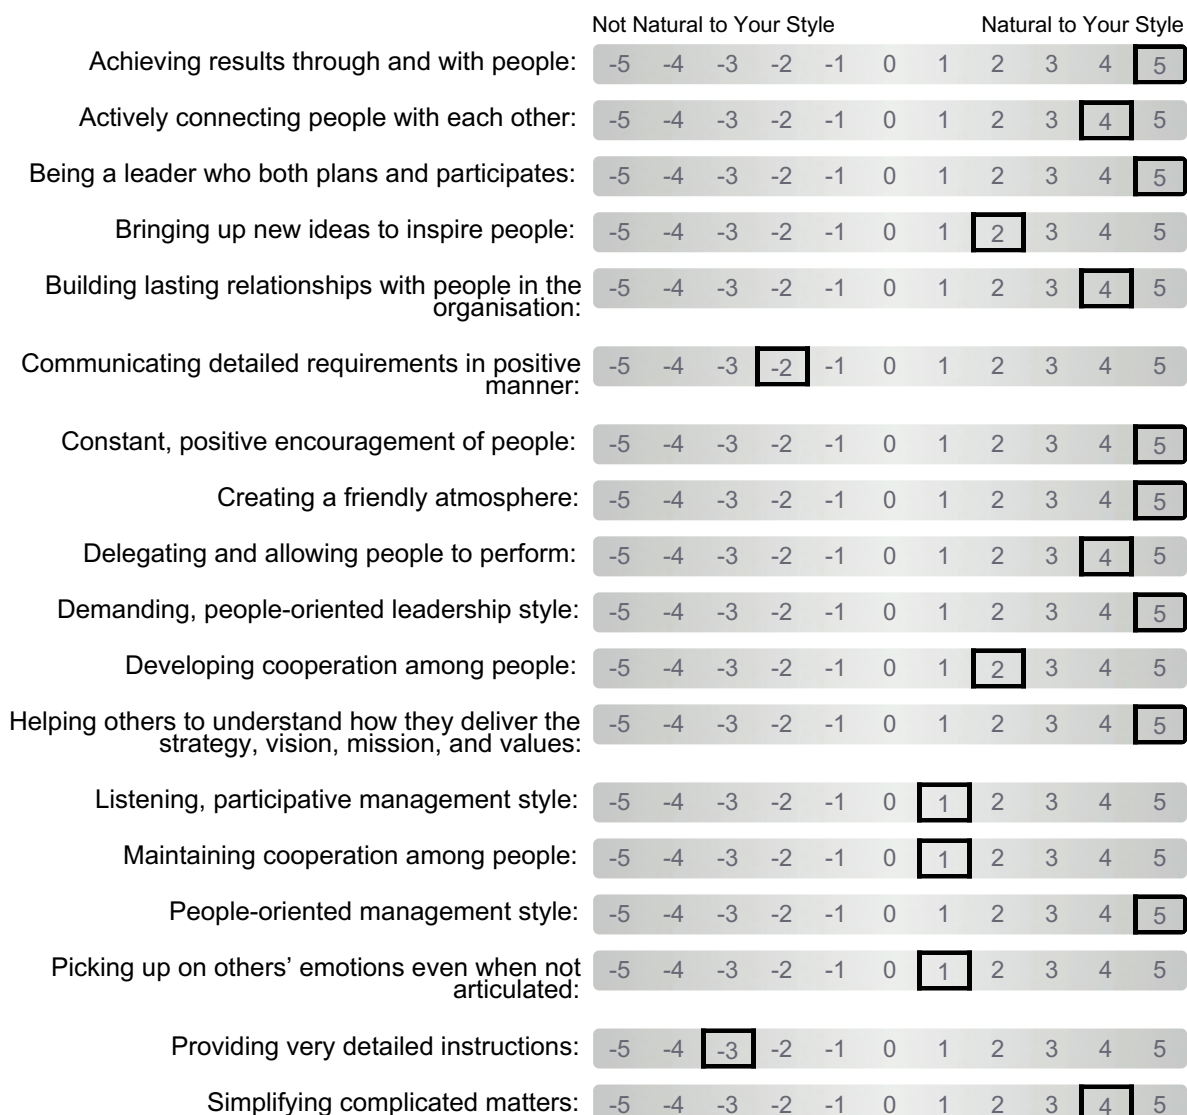 Not Natural to Your Style Natural to Your Style
Achieving results through and with people: -5 -4 -3 -2 -1 0 1 2 3 4 5
Actively connecting people with each other: -5 -4 -3 -2 -1 0 1 2 3 4 5
Being a leader who both plans and participates: -5 -4 -3 -2 -1 0 1 2 3 4 5
Bringing up new ideas to inspire people: -5 -4 -3 -2 -1 0 1 2 3 4 5
Building lasting relationships with people in the
organisation: -5 -4 -3 -2 -1 0 1 2 3 4 5
Communicating detailed requirements in positive
manner: -5 -4 -3 -2 -1 0 1 2 3 4 5
Constant, positive encouragement of people: -5 -4 -3 -2 -1 0 1 2 3 4 5
Creating a friendly atmosphere: -5 -4 -3 -2 -1 0 1 2 3 4 5
Delegating and allowing people to perform: -5 -4 -3 -2 -1 0 1 2 3 4 5
Demanding, people-oriented leadership style: -5 -4 -3 -2 -1 0 1 2 3 4 5
Developing cooperation among people: -5 -4 -3 -2 -1 0 1 2 3 4 5
Helping others to understand how they deliver the
strategy, vision, mission, and values: -5 -4 -3 -2 -1 0 1 2 3 4 5
Listening, participative management style: -5 -4 -3 -2 -1 0 1 2 3 4 5
Maintaining cooperation among people: -5 -4 -3 -2 -1 0 1 2 3 4 5
People-oriented management style: -5 -4 -3 -2 -1 0 1 2 3 4 5
Picking up on others’ emotions even when not
articulated: -5 -4 -3 -2 -1 0 1 2 3 4 5
Providing very detailed instructions: -5 -4 -3 -2 -1 0 1 2 3 4 5
Simplifying complicated matters: -5 -4 -3 -2 -1 0 1 2 3 4 5